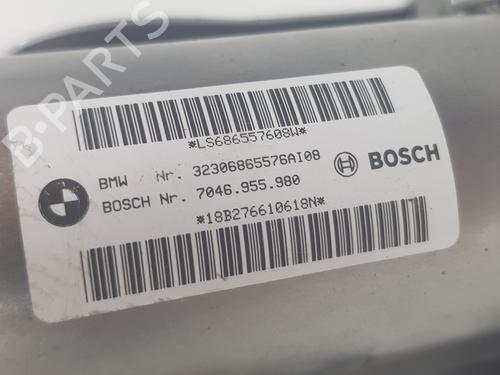 *LS686557608W*
BMW Nr. 32306865576AI08
BOSCH Nr. 7046.955.980
BOSCH
*18B276610618N*
B-PARTS